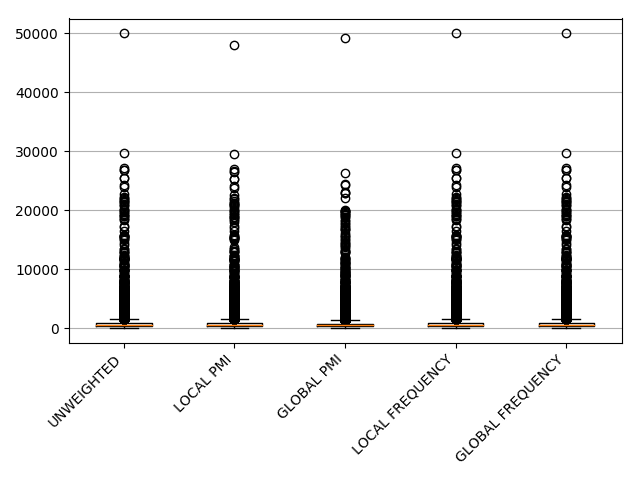 50000
40000
30000
20000
10000
0
UNWEIGHTED
LOCAL PMI
GLOBAL PMI
LOCAL FREQUENCY
GLOBAL FREQUENCY